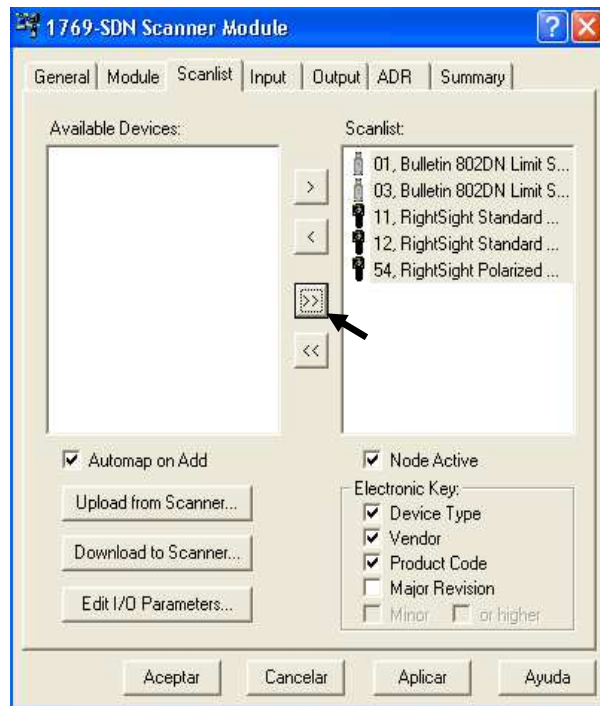 1769-SDN Scanner Module
General Module Scanlist Input Output ADR Summary
Available Devices:
Scanlist:
01, Bulletin 802DN Limit S...
03, Bulletin 802DN Limit S...
11, RightSight Standard ...
12, RightSight Standard ...
54, RightSight Polarized ...
>
<
>>
<<
Automap on Add
Upload from Scanner...
Download to Scanner...
Edit I/O Parameters...
Node Active
Electronic Key:
Device Type
Vendor
Product Code
Major Revision
Minor or higher
Aceptar Cancelar Aplicar Ayuda